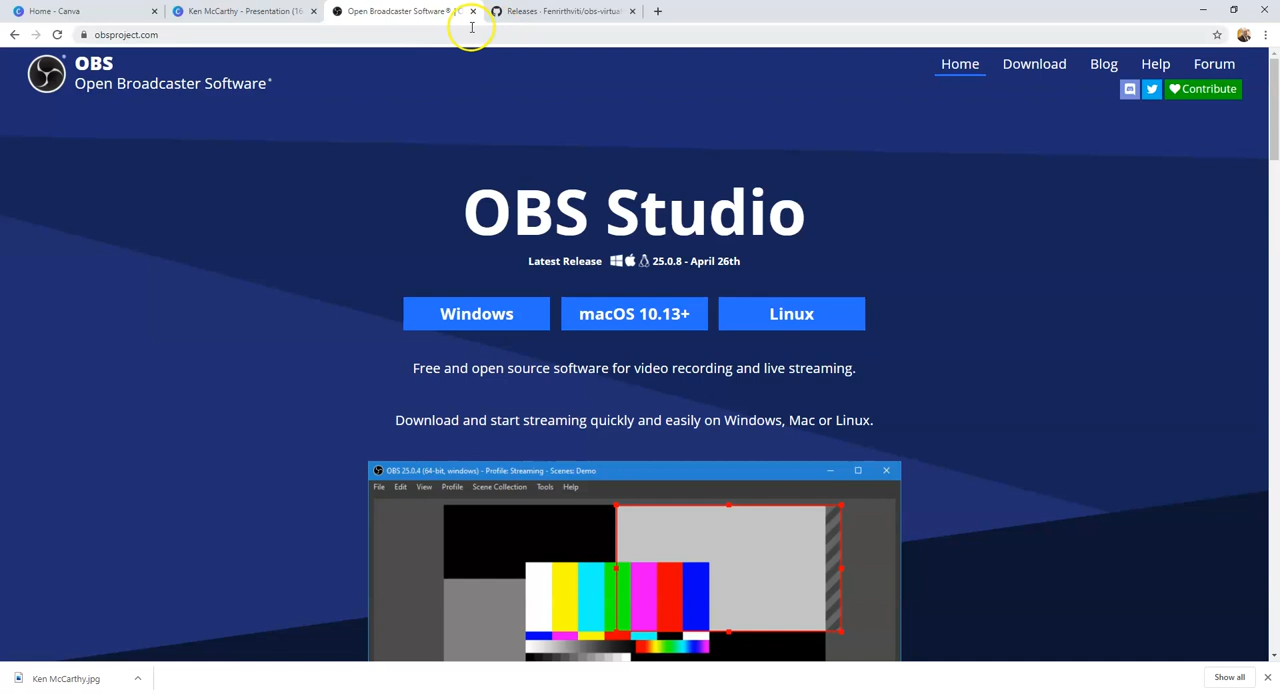 Home - Canva
Ken McCarthy - Presentation (16
Open Broadcaster Software® |
Releases · Fenrirthviti/obs-virtual
obsproject.com
OBS
Open Broadcaster Software®
Home
Download
Blog
Help
Forum
Contribute
OBS Studio
Latest Release 25.0.8 - April 26th
Windows
macOS 10.13+
Linux
Free and open source software for video recording and live streaming.
Download and start streaming quickly and easily on Windows, Mac or Linux.
OBS 25.0.4 (64-bit, windows) - Profile: Streaming - Scenes: Demo
File Edit View Profile Scene Collection Tools Help
Ken McCarthy.jpg
Show all